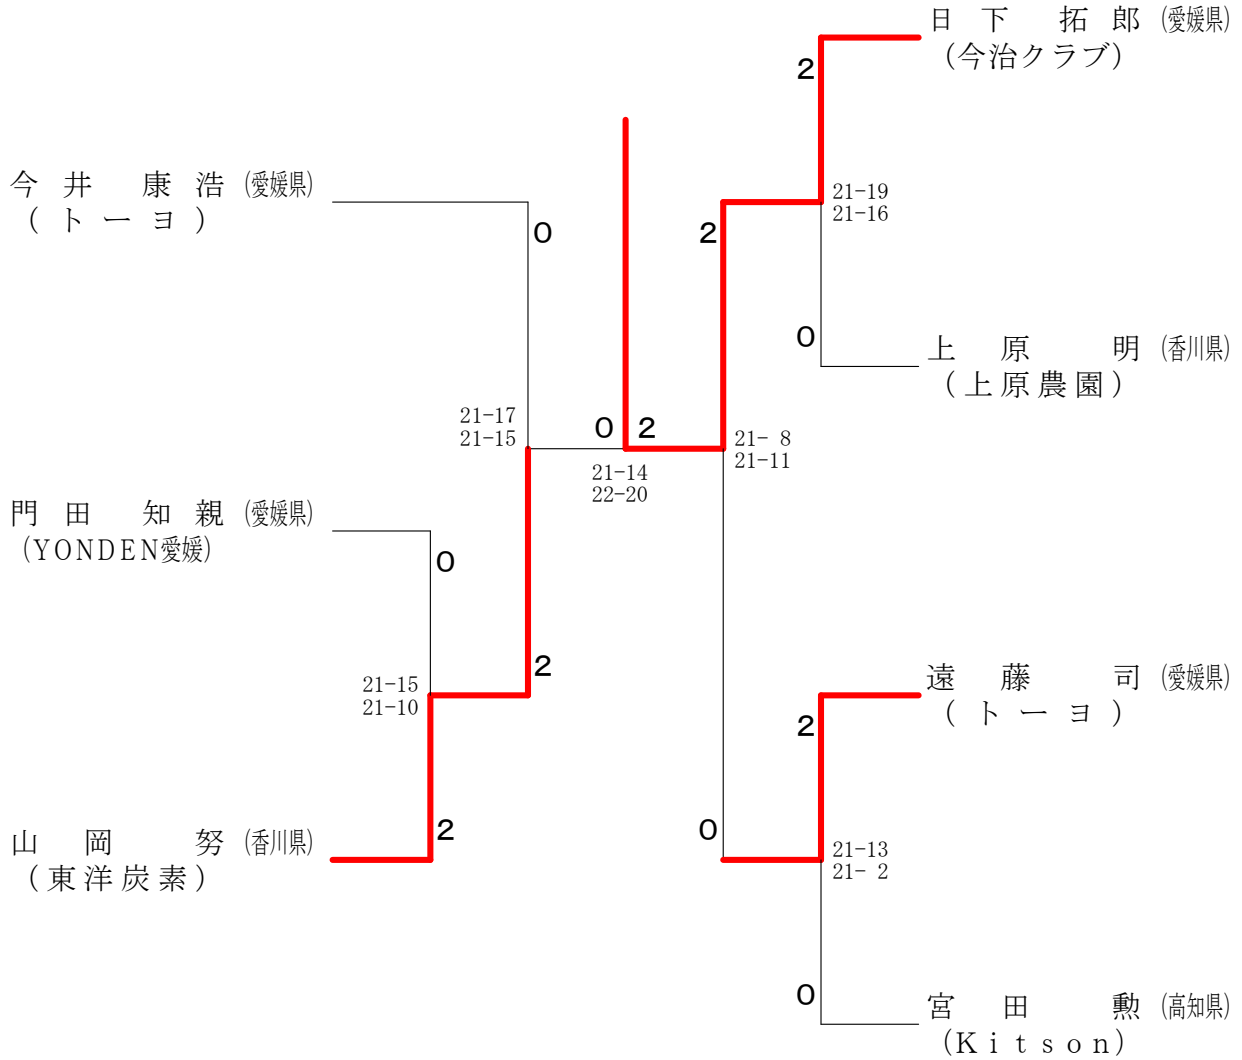 日下 拓郎 (愛媛県)
(今治クラブ)
2
今井 康浩 (愛媛県)
(トーヨ)
21-19
21-16
0
2
0
上原 明 (香川県)
(上原農園)
21-17
21-15
0 2
21- 8
21-11
21-14
22-20
門田 知親 (愛媛県)
(YONDEN愛媛)
0
2
遠藤 司 (愛媛県)
(トーヨ)
21-15
21-10
2
山岡 努 (香川県)
(東洋炭素)
2
0
21-13
21- 2
0
宮田 勲 (高知県)
(Kitson)